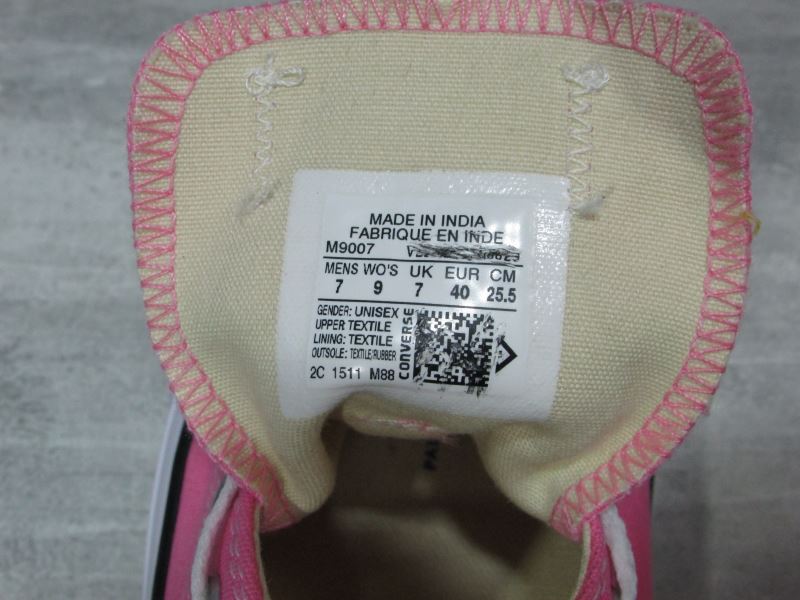 MADE IN INDIA
FABRIQUE EN INDE
M9007
MENS WO'S UK EUR CM
7 9 7 40 25.5
GENDER: UNISEX
UPPER TEXTILE
LINING: TEXTILE
OUTSOLE: TEXTILE/RUBBER
2C 1511 M88
CONVERSE